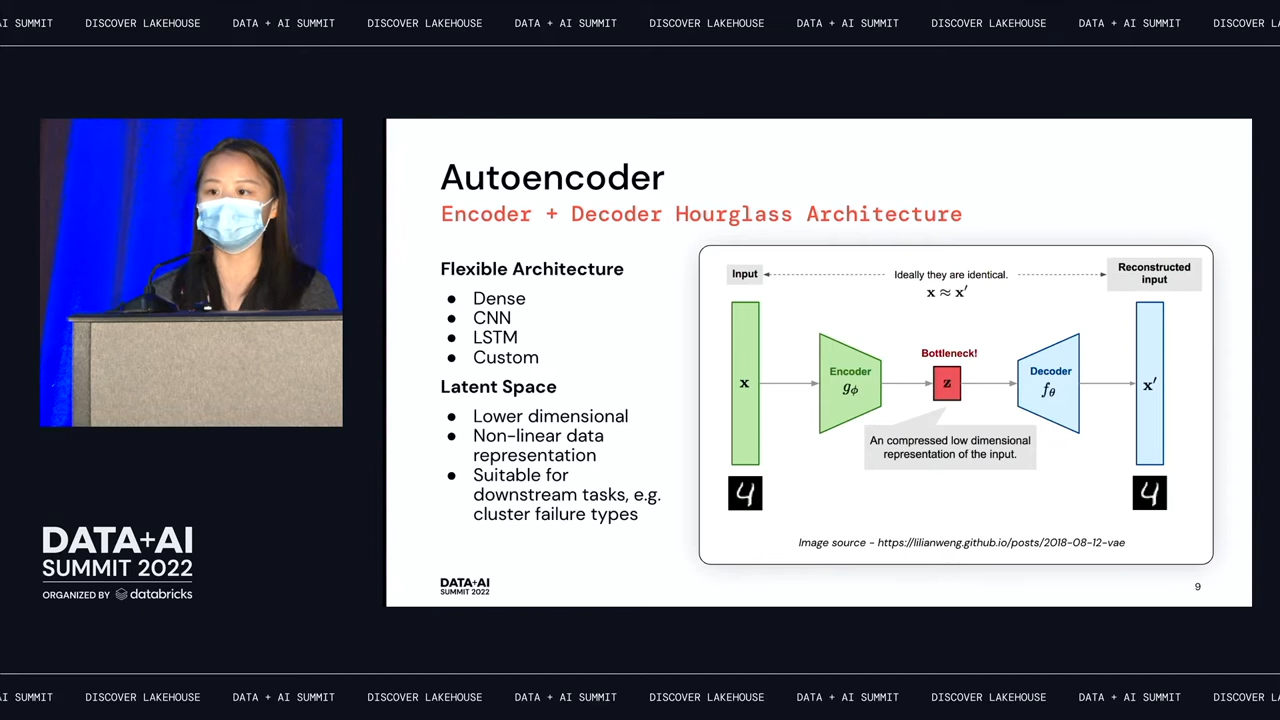 AI SUMMIT DISCOVER LAKEHOUSE DATA + AI SUMMIT DISCOVER LAKEHOUSE DATA + AI SUMMIT DISCOVER LAKEHOUSE DATA + AI SUMMIT DISCOVER LAKEHOUSE DATA + AI SUMMIT DISCOVER
Autoencoder
Encoder + Decoder Hourglass Architecture
Flexible Architecture
● Dense
● CNN
● LSTM
● Custom
Latent Space
● Lower dimensional
● Non-linear data
representation
● Suitable for
downstream tasks, e.g.
cluster failure types
Input
Ideally they are identical.
x ≈ x′
Reconstructed
input
x
Encoder
gϕ
Bottleneck!
z
Decoder
fθ
x′
An compressed low dimensional
representation of the input.
4
4
Image source - https://lilianweng.github.io/posts/2018-08-12-vae
DATA+AI
SUMMIT 2022
9
DATA+AI
SUMMIT 2022
ORGANIZED BY databricks
AI SUMMIT DISCOVER LAKEHOUSE DATA + AI SUMMIT DISCOVER LAKEHOUSE DATA + AI SUMMIT DISCOVER LAKEHOUSE DATA + AI SUMMIT DISCOVER LAKEHOUSE DATA + AI SUMMIT DISCOVER